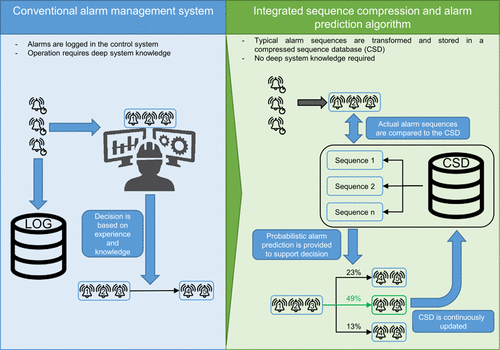 Conventional alarm management system
- Alarms are logged in the control system
- Operation requires deep system knowledge
LOG
Decision is
based on
experience
and
knowledge
Integrated sequence compression and alarm
prediction algorithm
- Typical alarm sequences are transformed and stored in a
compressed sequence database (CSD)
- No deep system knowledge required
Actual alarm sequences
are compared to the CSD
Sequence 1
Sequence 2
Sequence n
CSD
Probabilistic alarm
prediction is provided
to support decision
23%
49%
13%
CSD is continuously
updated